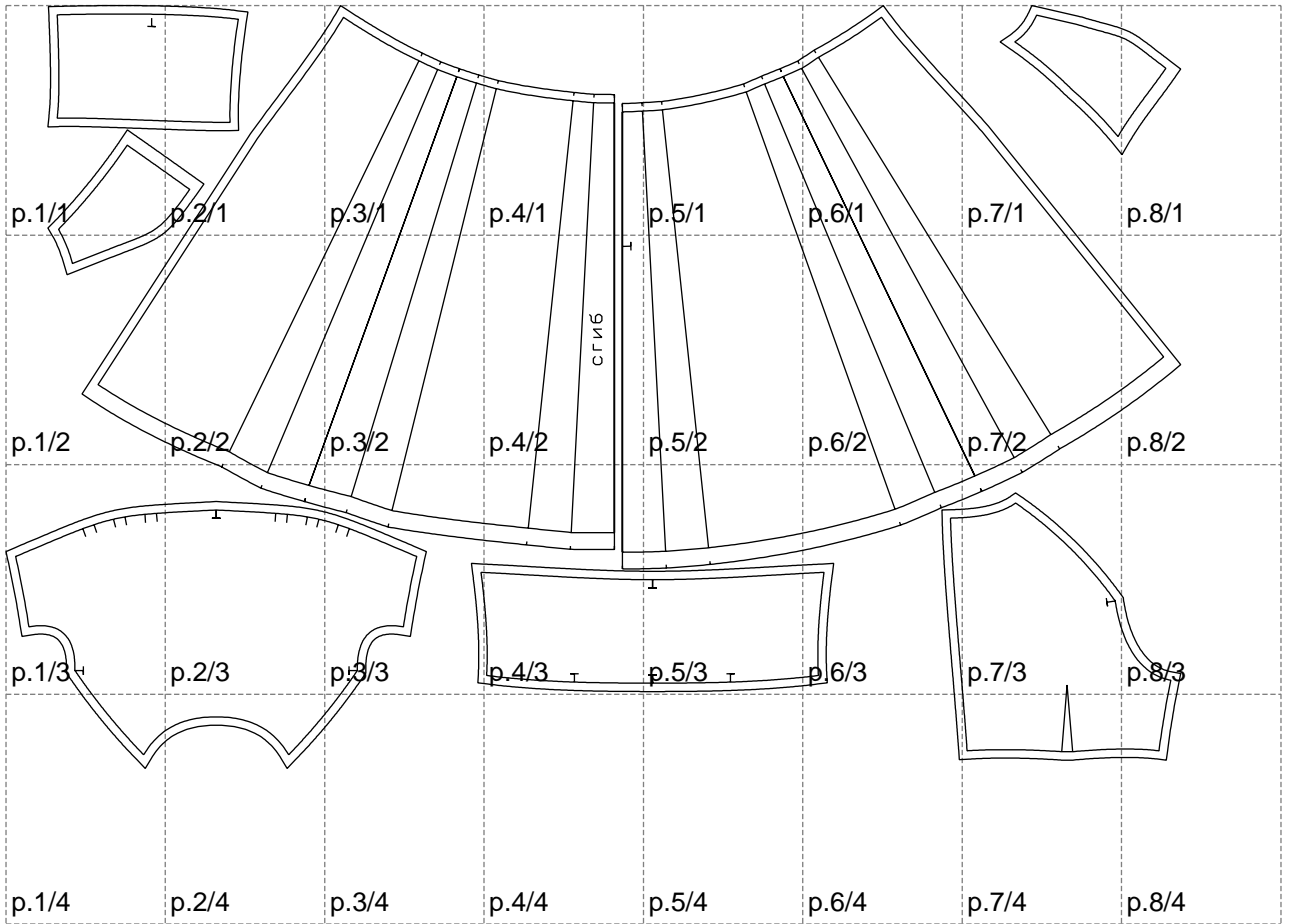 p.1/1 p.2/1 p.3/1 p.4/1 p.5/1 p.6/1 p.7/1 p.8/1
сгиб
p.1/2 p.2/2 p.3/2 p.4/2 p.5/2 p.6/2 p.7/2 p.8/2
p.1/3 p.2/3 p.3/3 p.4/3 p.5/3 p.6/3 p.7/3 p.8/3
p.1/4 p.2/4 p.3/4 p.4/4 p.5/4 p.6/4 p.7/4 p.8/4